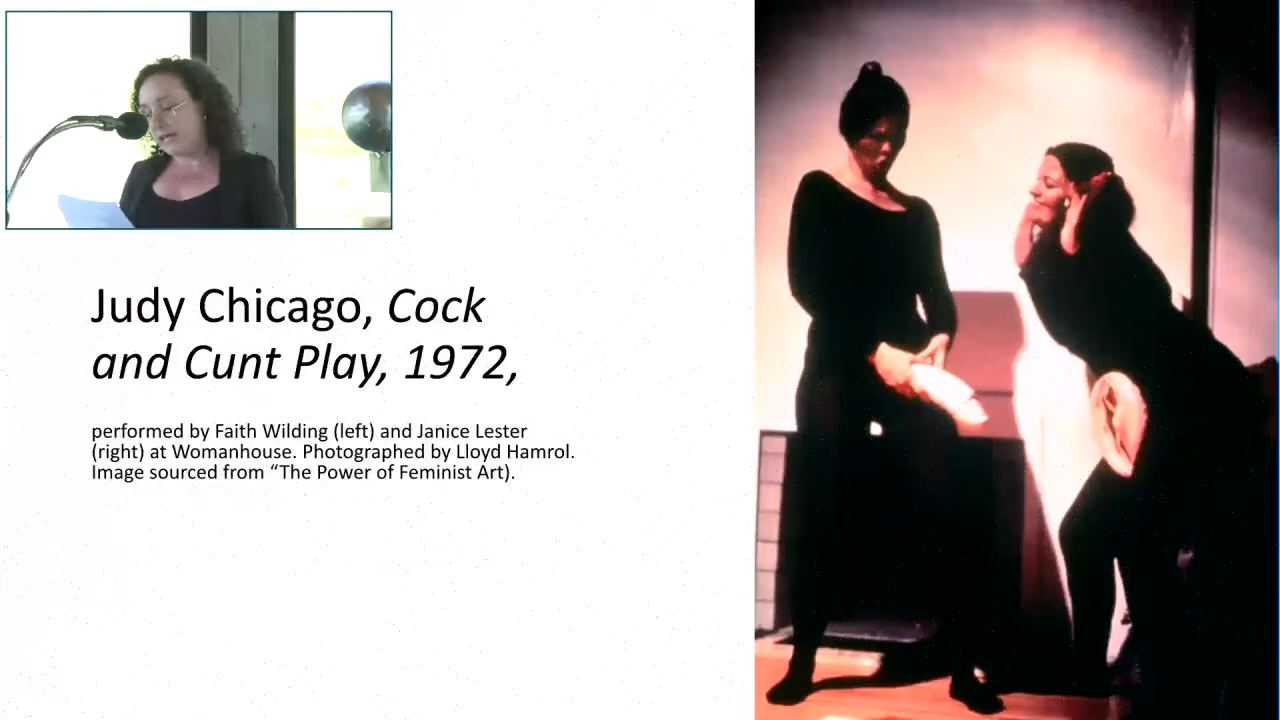 Judy Chicago, Cock
and Cunt Play, 1972,
performed by Faith Wilding (left) and Janice Lester
(right) at Womanhouse. Photographed by Lloyd Hamrol.
Image sourced from “The Power of Feminist Art).